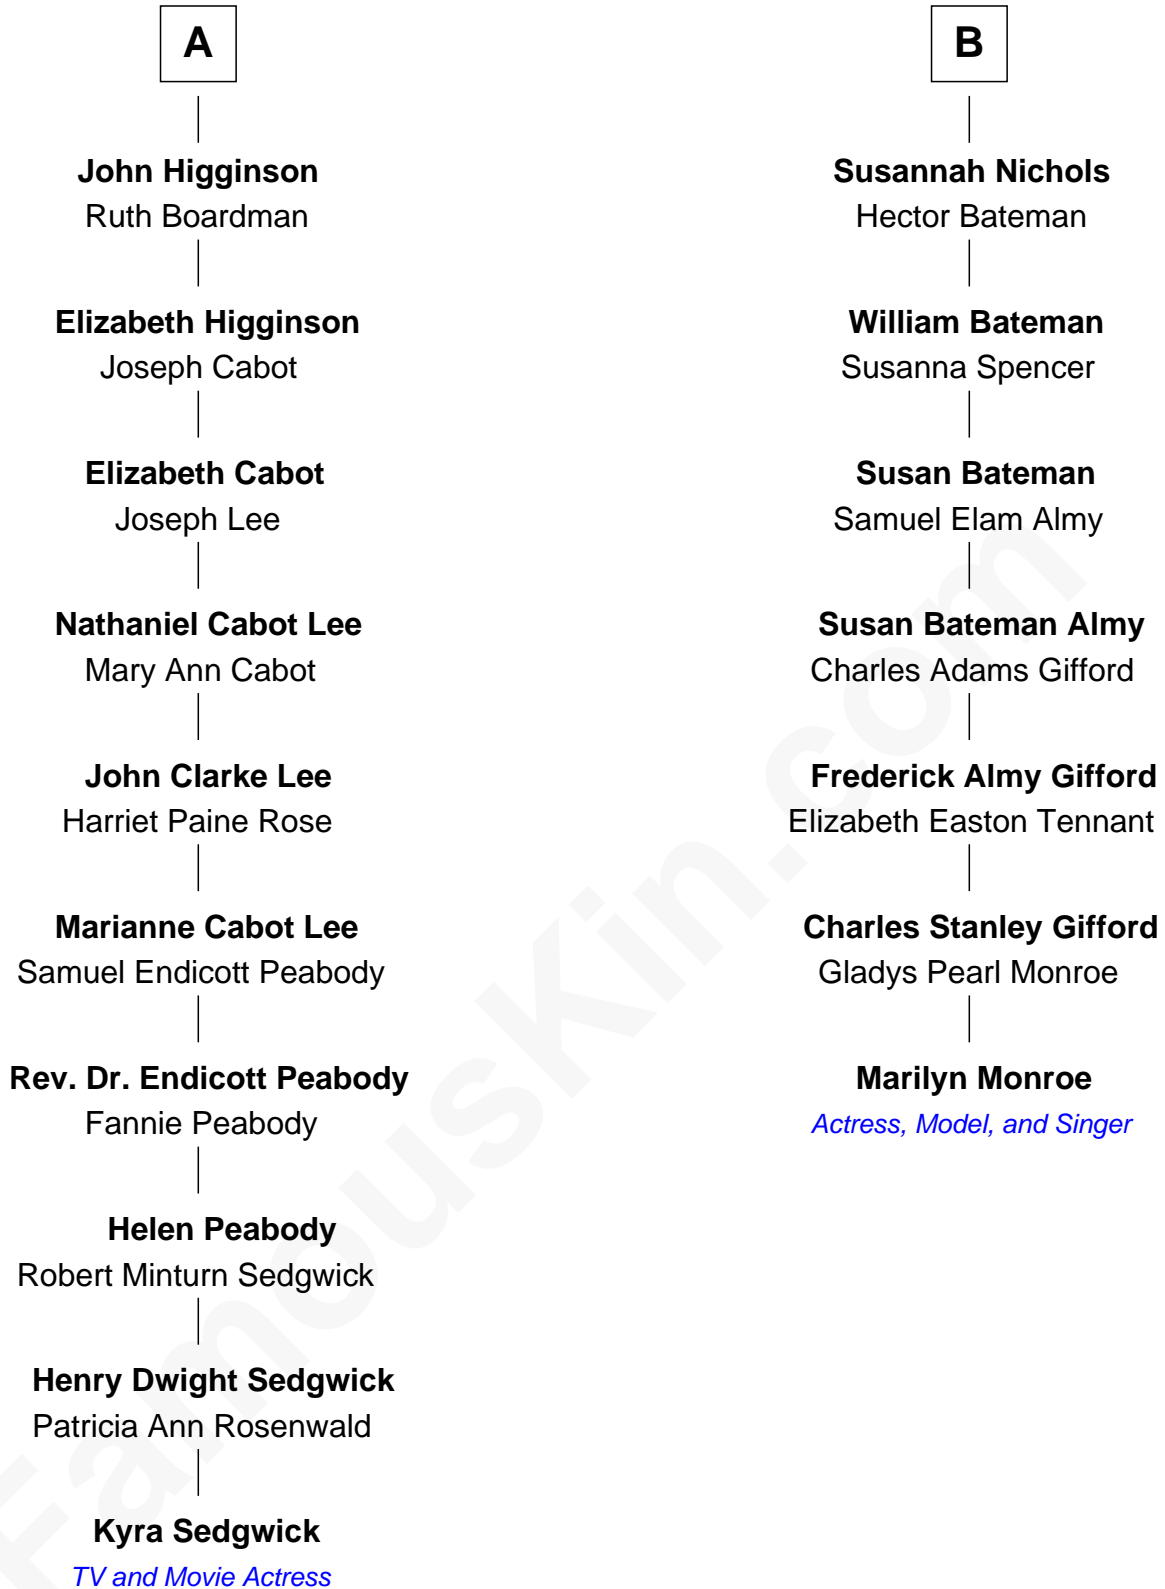 A
John Higginson
Ruth Boardman
Elizabeth Higginson
Joseph Cabot
Elizabeth Cabot
Joseph Lee
Nathaniel Cabot Lee
Mary Ann Cabot
John Clarke Lee
Harriet Paine Rose
Marianne Cabot Lee
Samuel Endicott Peabody
Rev. Dr. Endicott Peabody
Fannie Peabody
Helen Peabody
Robert Minturn Sedgwick
Henry Dwight Sedgwick
Patricia Ann Rosenwald
Kyra Sedgwick
TV and Movie Actress
B
Susannah Nichols
Hector Bateman
William Bateman
Susanna Spencer
Susan Bateman
Samuel Elam Almy
Susan Bateman Almy
Charles Adams Gifford
Frederick Almy Gifford
Elizabeth Easton Tennant
Charles Stanley Gifford
Gladys Pearl Monroe
Marilyn Monroe
Actress, Model, and Singer
FamousKin.com